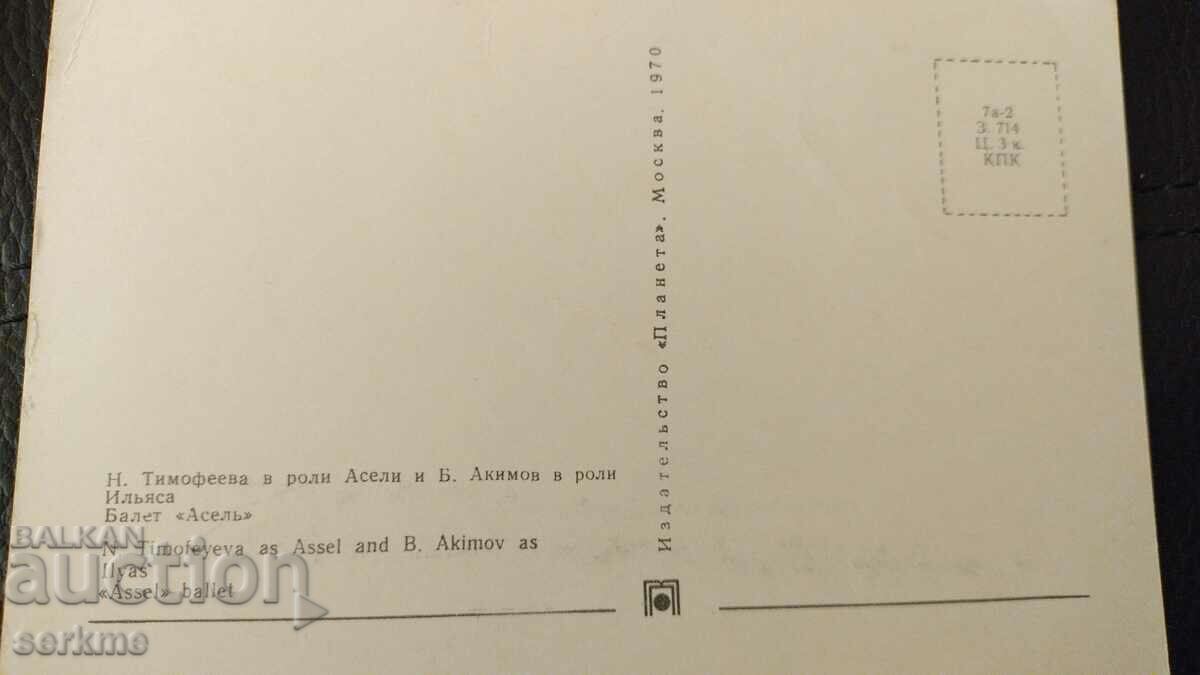 Н. Тимофеева в роли Асели и Б. Акимов в роли
Ильяса
Балет «Асель»
N Timofeyeva as Assel and B. Akimov as
Ilyas
«Assel» ballet
Издательство «Планета». Москва. 1970
7а-2
З. 714
Ц. 3 к.
КПК
BALKAN
auction
serkme